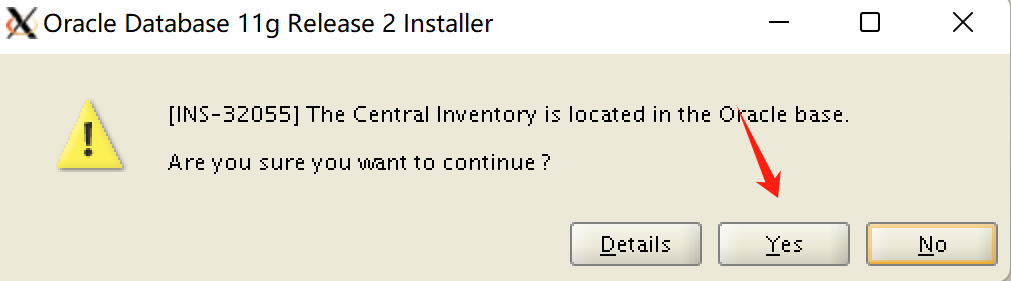 Oracle Database 11g Release 2 Installer
[INS-32055] The Central Inventory is located in the Oracle base.
Are you sure you want to continue?
Details Yes No